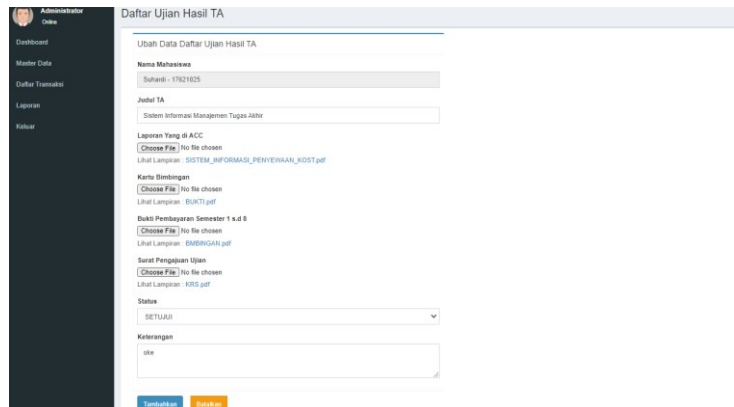 Administrator
Online
Daftar Ujian Hasil TA
Dashboard
Master Data
Daftar Transaksi
Laporan
Keluar
Ubah Data Daftar Ujian Hasil TA
Nama Mahasiswa
Suhardi - 17621025
Judul TA
Sistem Informasi Manajemen Tugas Akhir
Laporan Yang di ACC
Choose File No file chosen
Lihat Lampiran : SISTEM_INFORMASI_PENYEWAAN_KOST.pdf
Kartu Bimbingan
Choose File No file chosen
Lihat Lampiran : BUKTI.pdf
Bukti Pembayaran Semester 1 s.d 8
Choose File No file chosen
Lihat Lampiran : BMBINGAN.pdf
Surat Pengajuan Ujian
Choose File No file chosen
Lihat Lampiran : KRS.pdf
Status
SETUJUI
Keterangan
oke
Tambahkan Batalkan